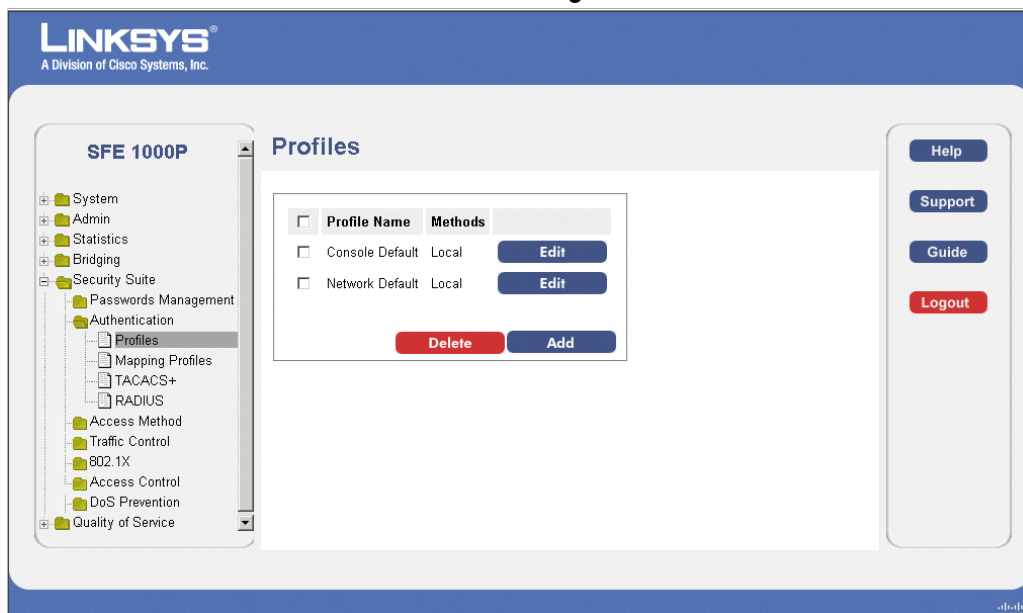 LINKSYS®
A Division of Cisco Systems, Inc.
SFE 1000P
System
Admin
Statistics
Bridging
Security Suite
Passwords Management
Authentication
Profiles
Mapping Profiles
TACACS+
RADIUS
Access Method
Traffic Control
802.1X
Access Control
DoS Prevention
Quality of Service
Profiles
Profile Name Methods
Console Default Local Edit
Network Default Local Edit
Delete Add
Help
Support
Guide
Logout